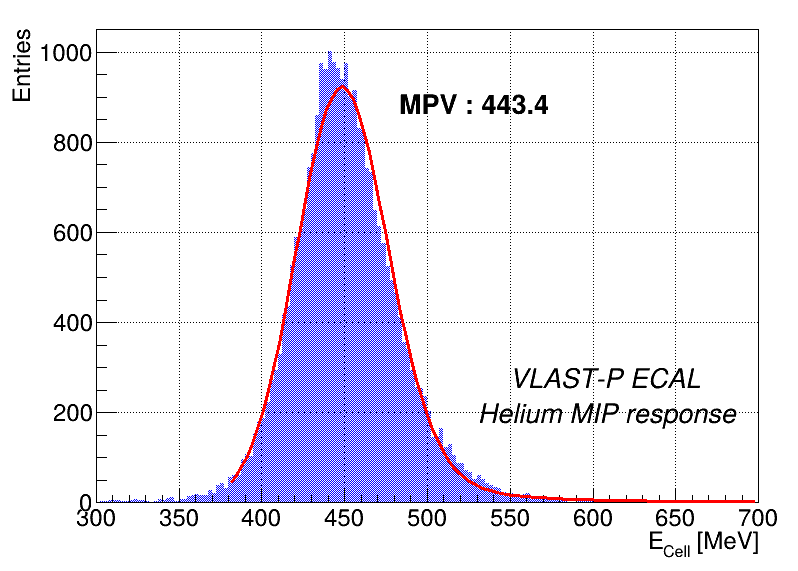 Entries
1000
800
600
400
200
0
MPV : 443.4
VLAST-P ECAL
Helium MIP response
300 350 400 450 500 550 600 650 700
E_Cell [MeV]